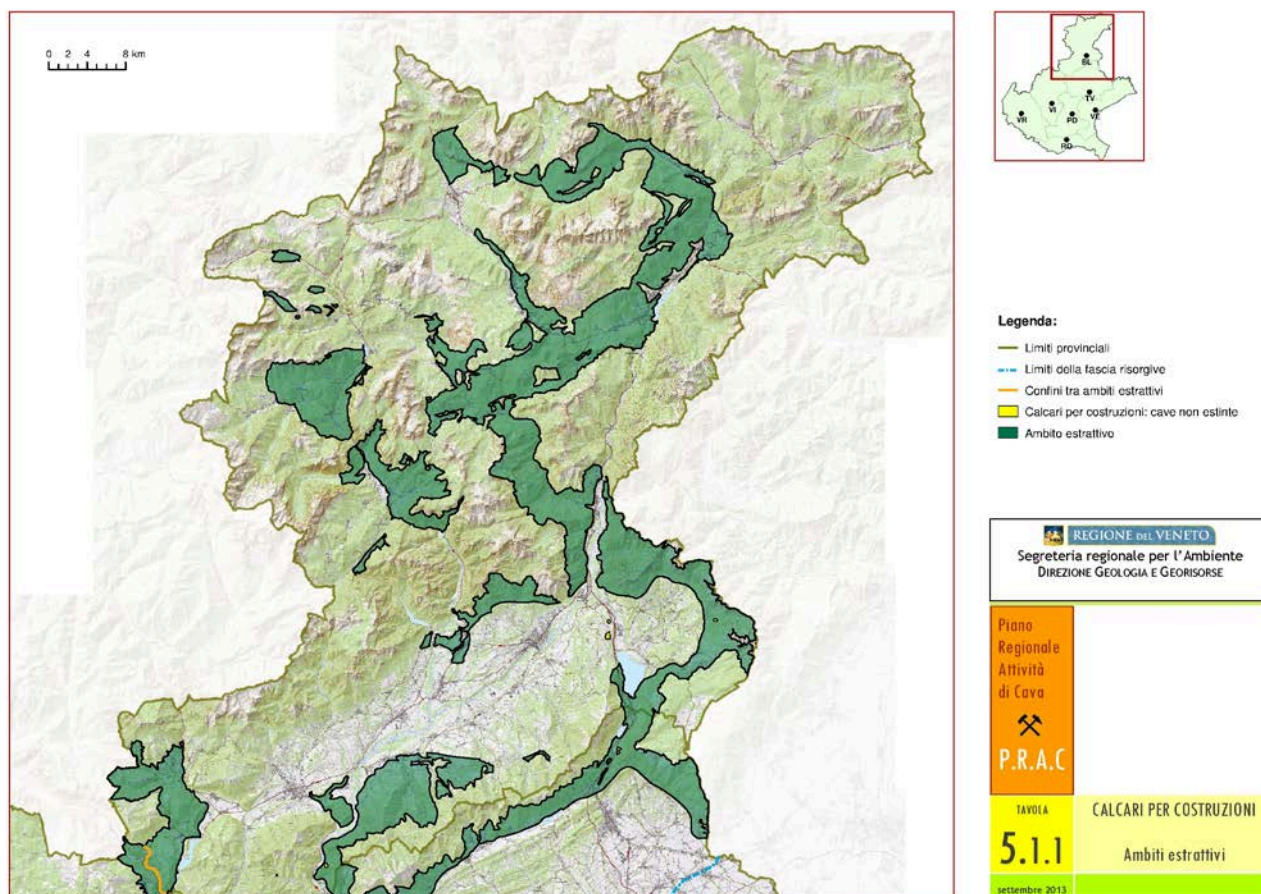 0 2 4 8 km
BL
TV
VI
VE
VR
PD
RO
Legenda:
Limiti provinciali
Limiti della fascia risorgive
Confini tra ambiti estrattivi
Calcari per costruzioni: cave non estinte
Ambito estrattivo
REGIONE DEL VENETO
Segreteria regionale per l'Ambiente
DIREZIONE GEOLOGIA E GEORISORSE
Piano
Regionale
Attività
di Cava
P.R.A.C
TAVOLA
5.1.1
settembre 2013
CALCARI PER COSTRUZIONI
Ambiti estrattivi